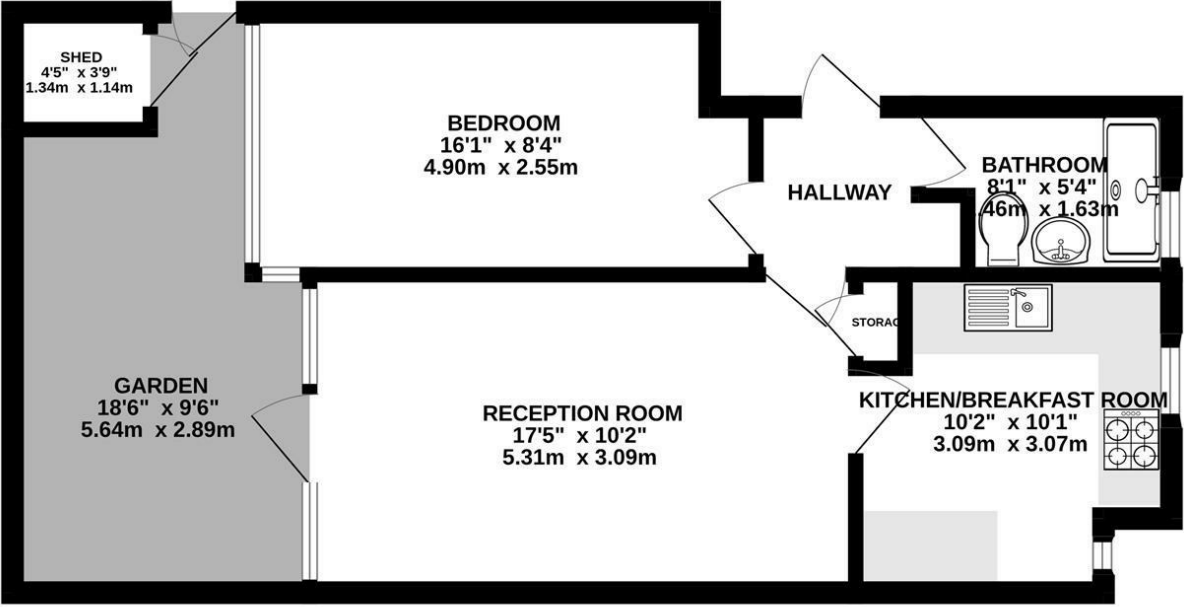 SHED
4'5" x 3'9"
1.34m x 1.14m
BEDROOM
16'1" x 8'4"
4.90m x 2.55m
HALLWAY
BATHROOM
8'1" x 5'4"
.46m x 1.63m
STORAG
GARDEN
18'6" x 9'6"
5.64m x 2.89m
RECEPTION ROOM
17'5" x 10'2"
5.31m x 3.09m
KITCHEN/BREAKFAST ROOM
10'2" x 10'1"
3.09m x 3.07m